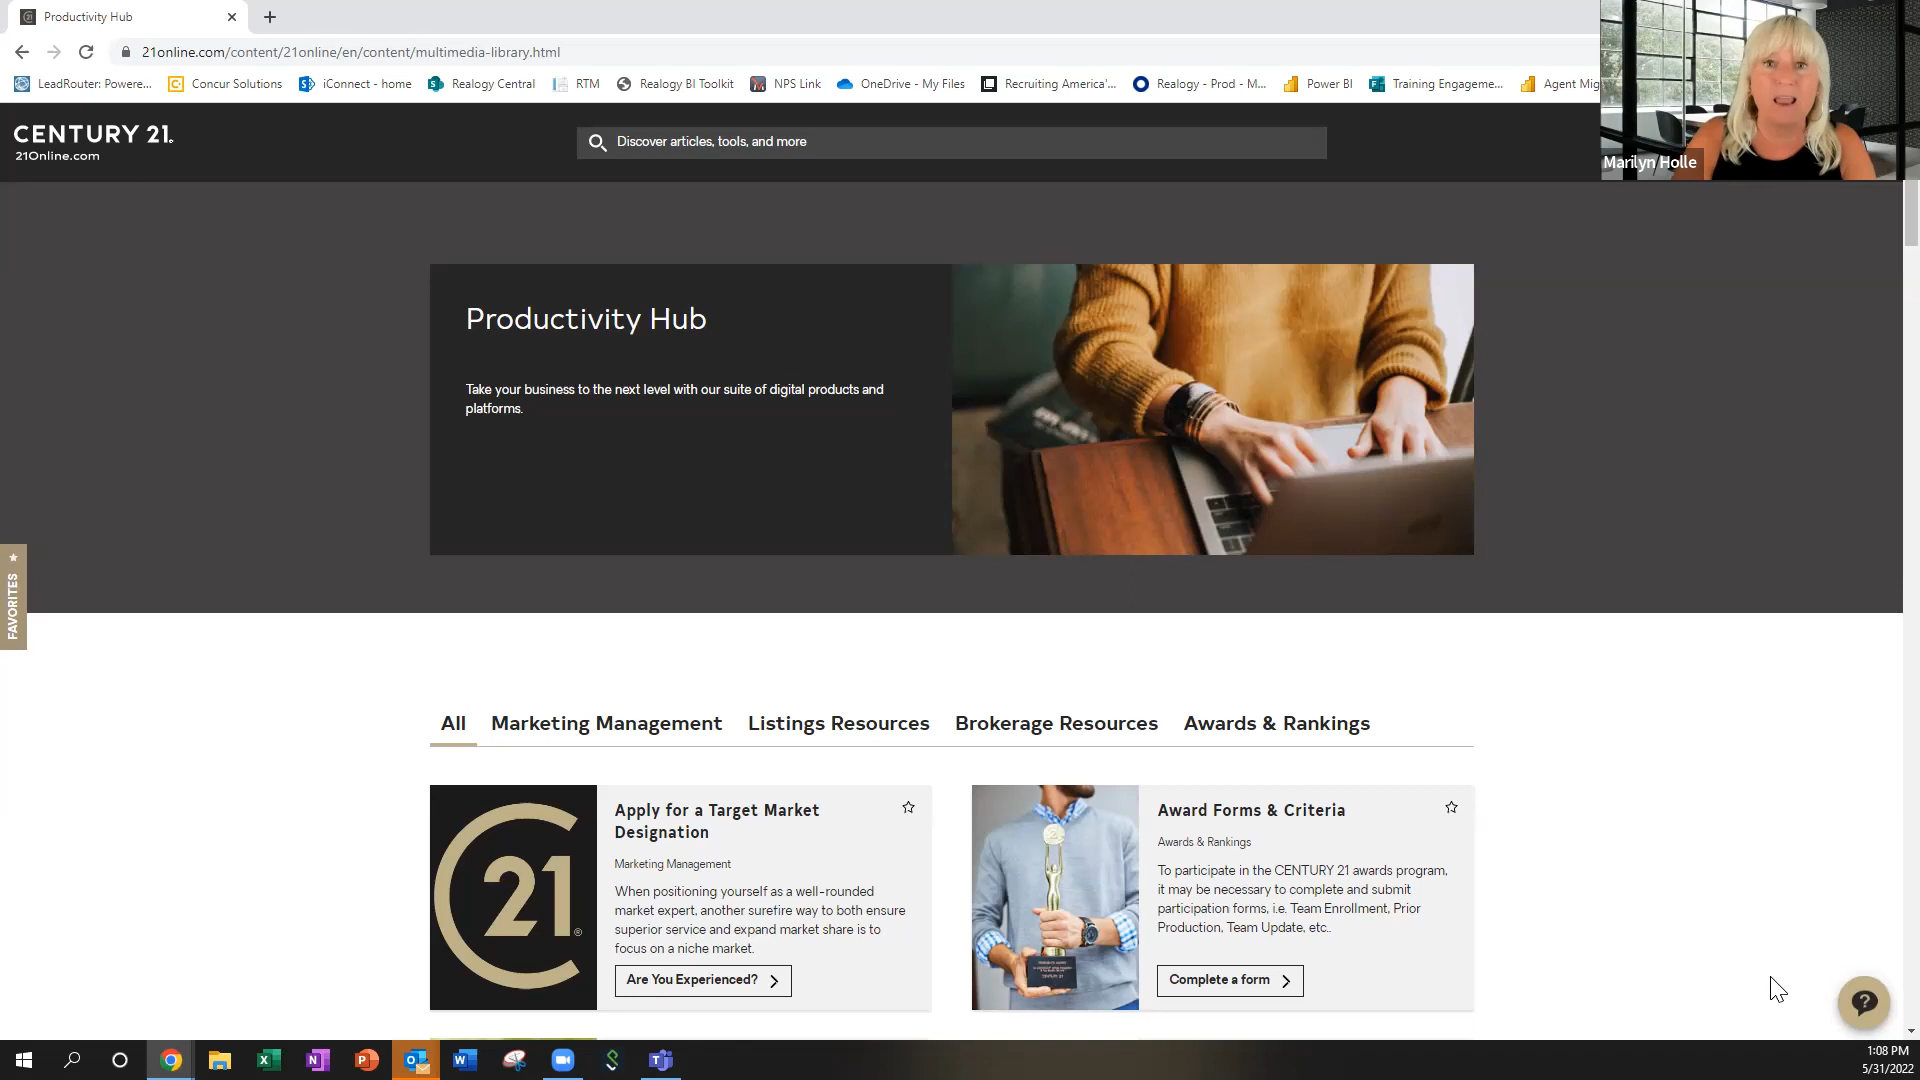 Productivity Hub
21online.com/content/21online/en/content/multimedia-library.html
LeadRouter: Powere...
Concur Solutions
iConnect - home
Realogy Central
RTM
Realogy BI Toolkit
NPS Link
OneDrive - My Files
Recruiting America'...
Realogy - Prod - M...
Power BI
Training Engageme...
Agent Mig
CENTURY 21.
21Online.com
Discover articles, tools, and more
Marilyn Holle
Productivity Hub
Take your business to the next level with our suite of digital products and
platforms.
FAVORITES
All
Marketing Management
Listings Resources
Brokerage Resources
Awards & Rankings
21
Apply for a Target Market
Designation
Marketing Management
When positioning yourself as a well-rounded
market expert, another surefire way to both ensure
superior service and expand market share is to
focus on a niche market.
Are You Experienced?
Award Forms & Criteria
Awards & Rankings
To participate in the CENTURY 21 awards program,
it may be necessary to complete and submit
participation forms, i.e. Team Enrollment, Prior
Production, Team Update, etc..
Complete a form
1:08 PM
5/31/2022